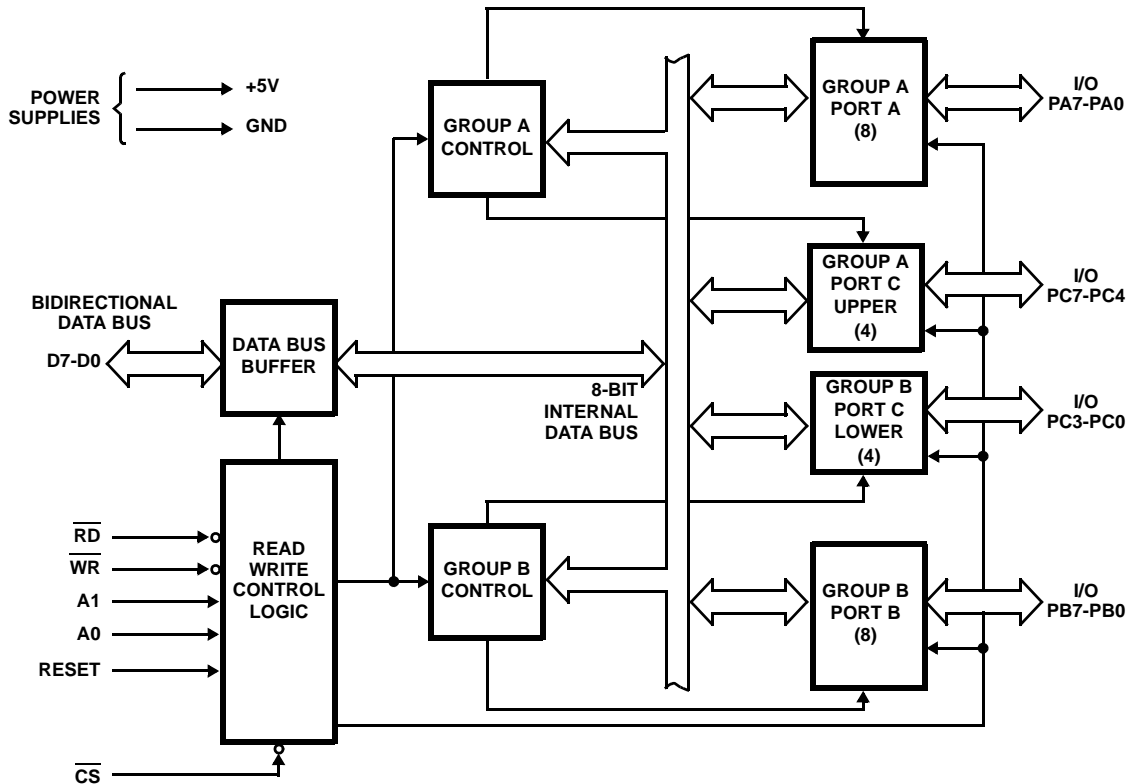 POWER
SUPPLIES
+5V
GND
GROUP A
CONTROL
GROUP A
PORT A
(8)
I/O
PA7-PA0
GROUP A
PORT C
UPPER
(4)
I/O
PC7-PC4
BIDIRECTIONAL
DATA BUS
D7-D0
DATA BUS
BUFFER
8-BIT
INTERNAL
DATA BUS
GROUP B
PORT C
LOWER
(4)
I/O
PC3-PC0
RD
WR
A1
A0
RESET
CS
READ
WRITE
CONTROL
LOGIC
GROUP B
CONTROL
GROUP B
PORT B
(8)
I/O
PB7-PB0